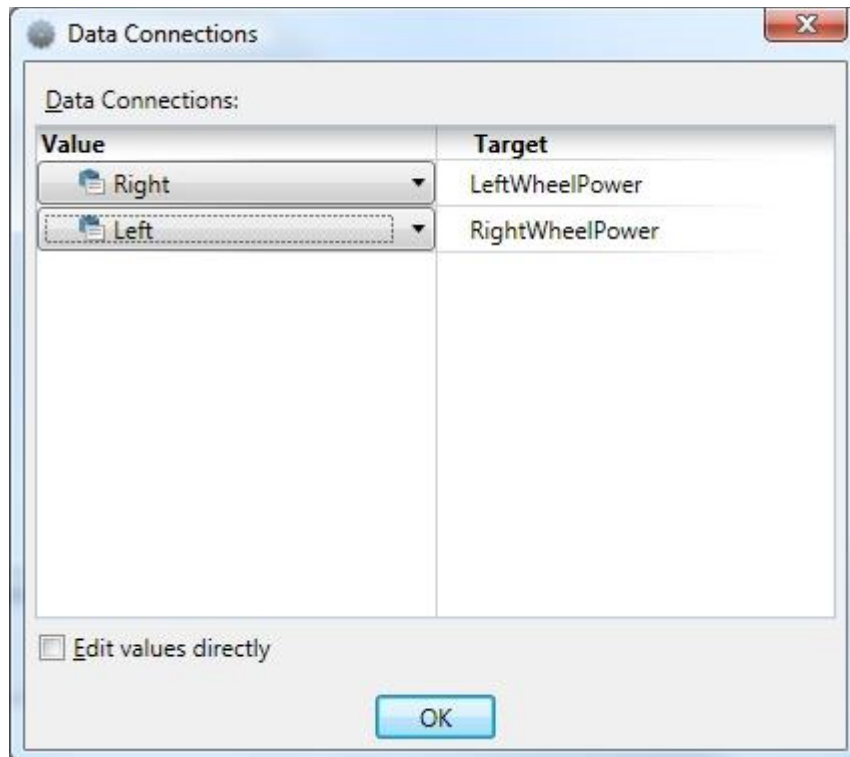 Data Connections
Data Connections:
Value Target
Right LeftWheelPower
Left RightWheelPower
Edit values directly
OK